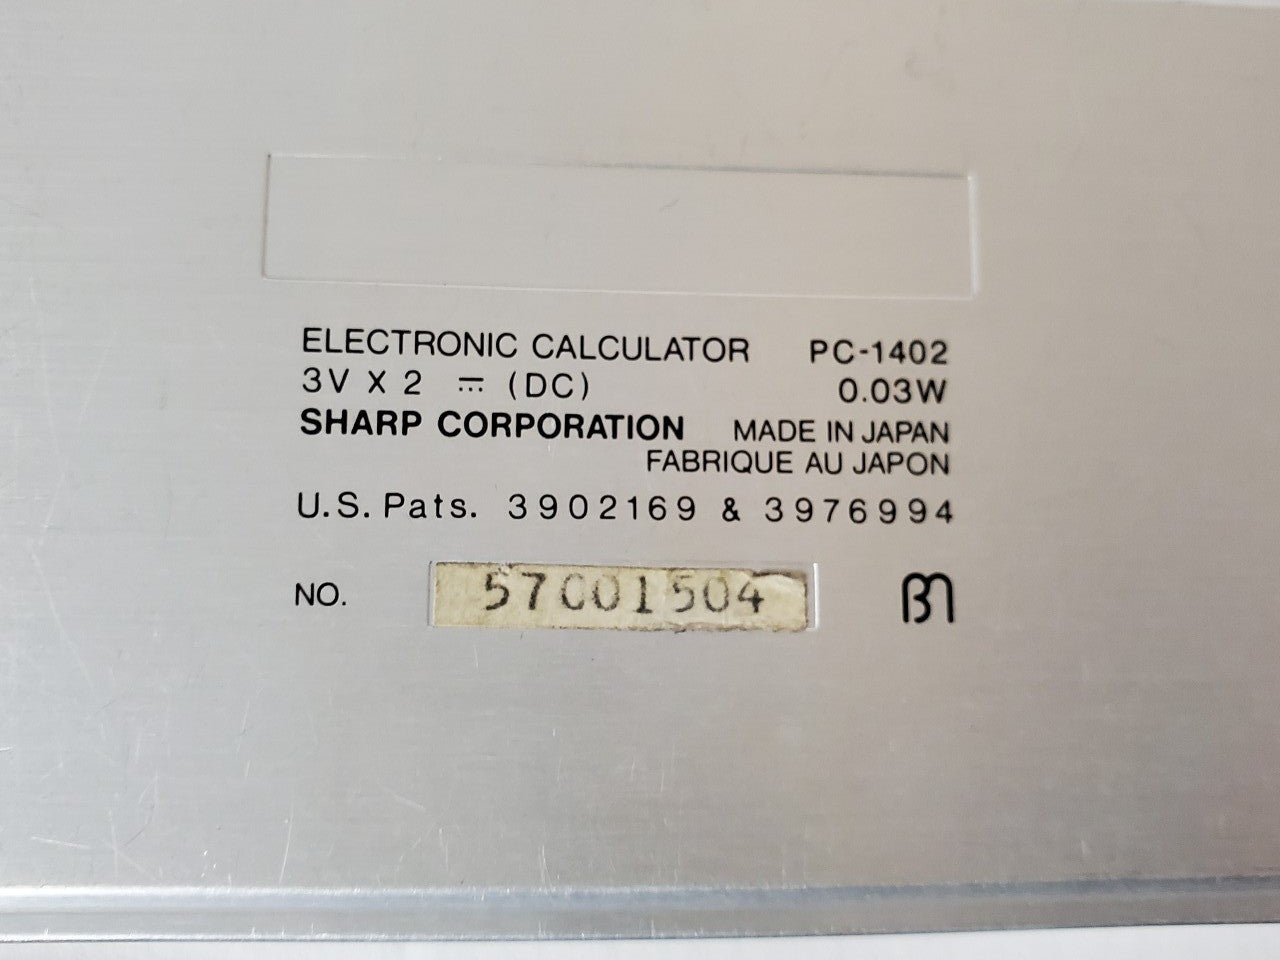 ELECTRONIC CALCULATOR PC-1402
3V X 2 ⎓ (DC) 0.03W
SHARP CORPORATION MADE IN JAPAN
FABRIQUE AU JAPON
U.S. Pats. 3902169 & 3976994
NO. 57001504